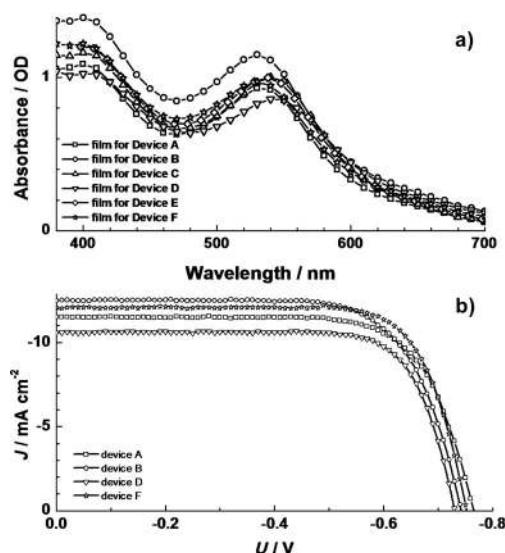 a)
Absorbance / OD
1
0
film for Device A
film for Device B
film for Device C
film for Device D
film for Device E
film for Device F
400 500 600 700
Wavelength / nm
b)
J / mA cm⁻²
-10
-5
0
device A
device B
device D
device F
0.0 -0.2 -0.4 -0.6 -0.8
U / V